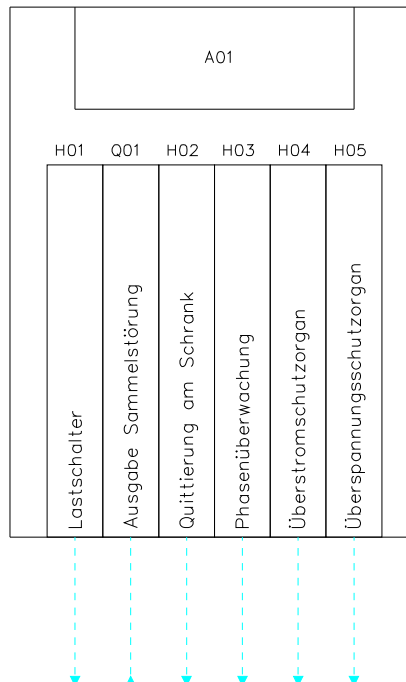 A01
H01 Q01 H02 H03 H04 H05
Lastschalter
Ausgabe Sammelstörung
Quittierung am Schrank
Phasenüberwachung
Überstromschutzorgan
Überspannungsschutzorgan